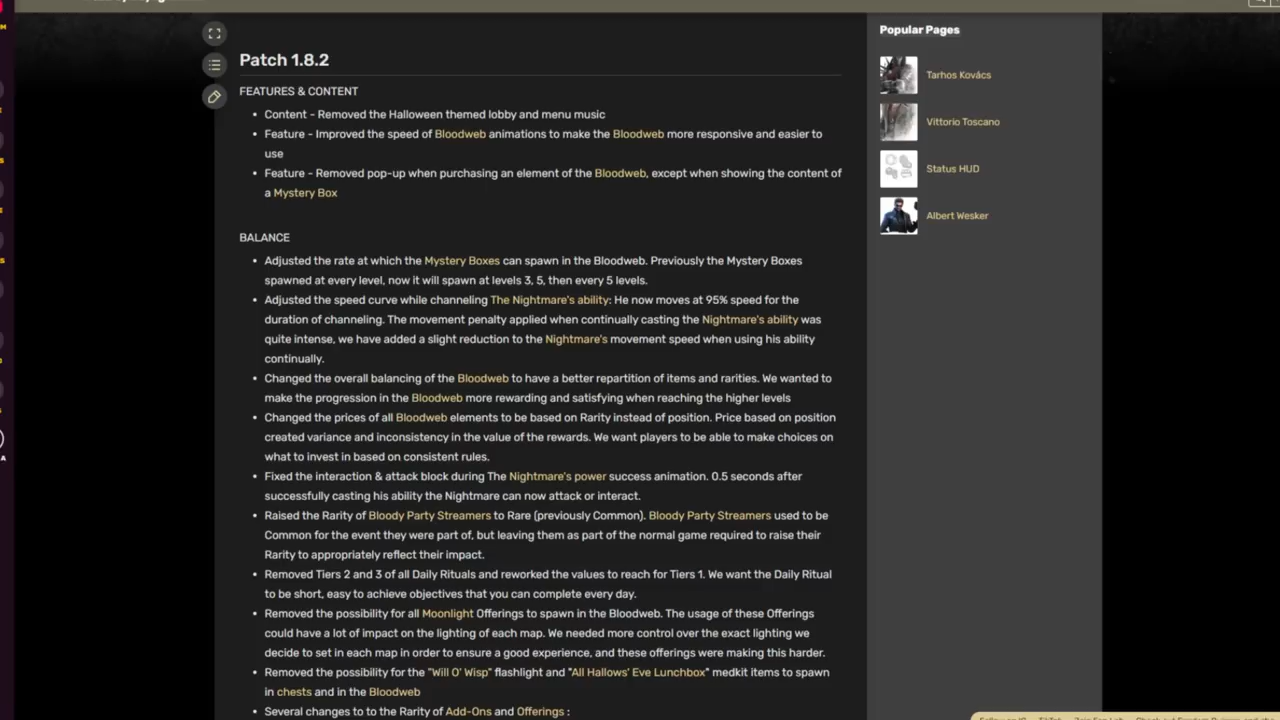 Popular Pages
Patch 1.8.2
Tarhos Kovács
FEATURES & CONTENT
• Content - Removed the Halloween themed lobby and menu music
Vittorio Toscano
• Feature - Improved the speed of Bloodweb animations to make the Bloodweb more responsive and easier to
use
Status HUD
• Feature - Removed pop-up when purchasing an element of the Bloodweb, except when showing the content of
a Mystery Box
Albert Wesker
BALANCE
• Adjusted the rate at which the Mystery Boxes can spawn in the Bloodweb. Previously the Mystery Boxes
spawned at every level, now it will spawn at levels 3, 5, then every 5 levels.
• Adjusted the speed curve while channeling The Nightmare's ability: He now moves at 95% speed for the
duration of channeling. The movement penalty applied when continually casting the Nightmare's ability was
quite intense, we have added a slight reduction to the Nightmare's movement speed when using his ability
continually.
• Changed the overall balancing of the Bloodweb to have a better repartition of items and rarities. We wanted to
make the progression in the Bloodweb more rewarding and satisfying when reaching the higher levels
• Changed the prices of all Bloodweb elements to be based on Rarity instead of position. Price based on position
created variance and inconsistency in the value of the rewards. We want players to be able to make choices on
what to invest in based on consistent rules.
• Fixed the interaction & attack block during The Nightmare's power success animation. 0.5 seconds after
successfully casting his ability the Nightmare can now attack or interact.
• Raised the Rarity of Bloody Party Streamers to Rare (previously Common). Bloody Party Streamers used to be
Common for the event they were part of, but leaving them as part of the normal game required to raise their
Rarity to appropriately reflect their impact.
• Removed Tiers 2 and 3 of all Daily Rituals and reworked the values to reach for Tiers 1. We want the Daily Ritual
to be short, easy to achieve objectives that you can complete every day.
• Removed the possibility for all Moonlight Offerings to spawn in the Bloodweb. The usage of these Offerings
could have a lot of impact on the lighting of each map. We needed more control over the exact lighting we
decide to set in each map in order to ensure a good experience, and these offerings were making this harder.
• Removed the possibility for the "Will O' Wisp" flashlight and "All Hallows' Eve Lunchbox" medkit items to spawn
in chests and in the Bloodweb
• Several changes to to the Rarity of Add-Ons and Offerings :